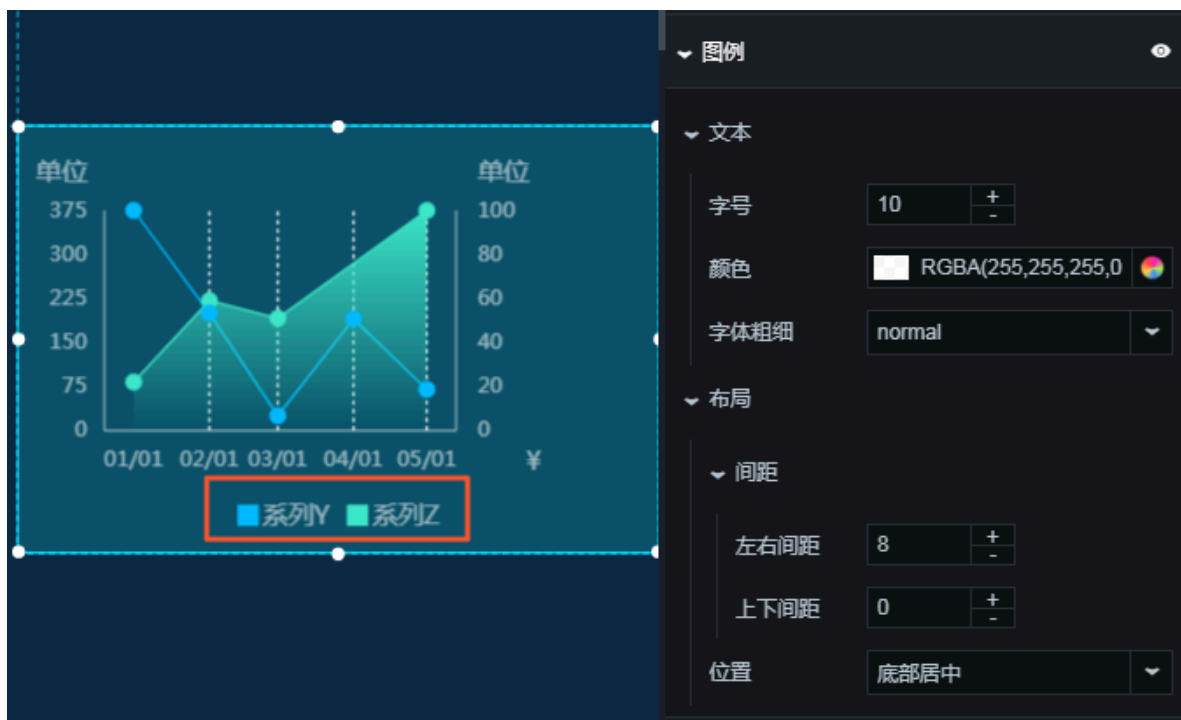 单位 单位
375 100
300 80
225 60
150 40
75 20
0 0
01/01 02/01 03/01 04/01 05/01 ¥
系列Y 系列Z
图例
文本
字号 10 + -
颜色 RGBA(255,255,255,0
字体粗细 normal
布局
间距
左右间距 8 + -
上下间距 0 + -
位置 底部居中